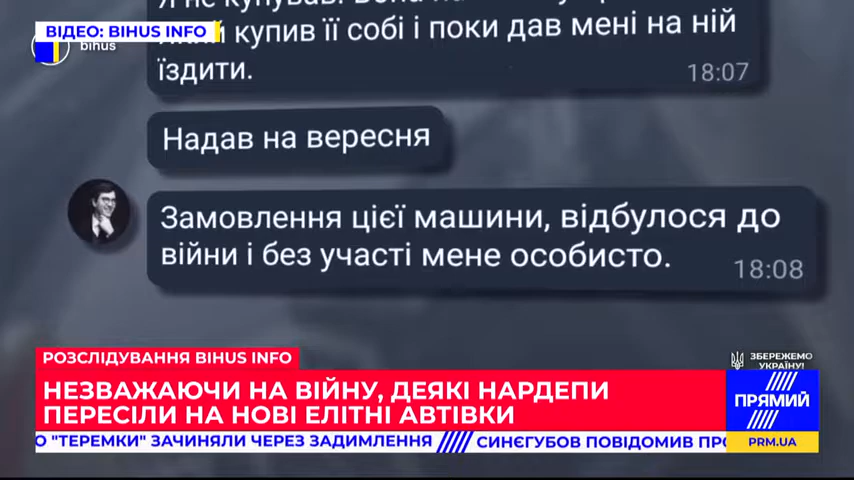 ВІДЕО: BIHUS INFO
bihus
купив її собі і поки дав мені на ній
їздити.
18:07
Надав на вересня
Замовлення цієї машини, відбулося до
війни і без участі мене особисто.
18:08
РОЗСЛІДУВАННЯ BIHUS INFO
НЕЗВАЖАЮЧИ НА ВІЙНУ, ДЕЯКІ НАРДЕПИ
ПЕРЕСІЛИ НА НОВІ ЕЛІТНІ АВТІВКИ
ЗБЕРЕЖЕМО
УКРАЇНУ!
ПРЯМИЙ
PRM.UA
О "ТЕРЕМКИ" ЗАЧИНЯЛИ ЧЕРЕЗ ЗАДИМЛЕННЯ //// СИНЄГУБОВ ПОВІДОМИВ ПРО